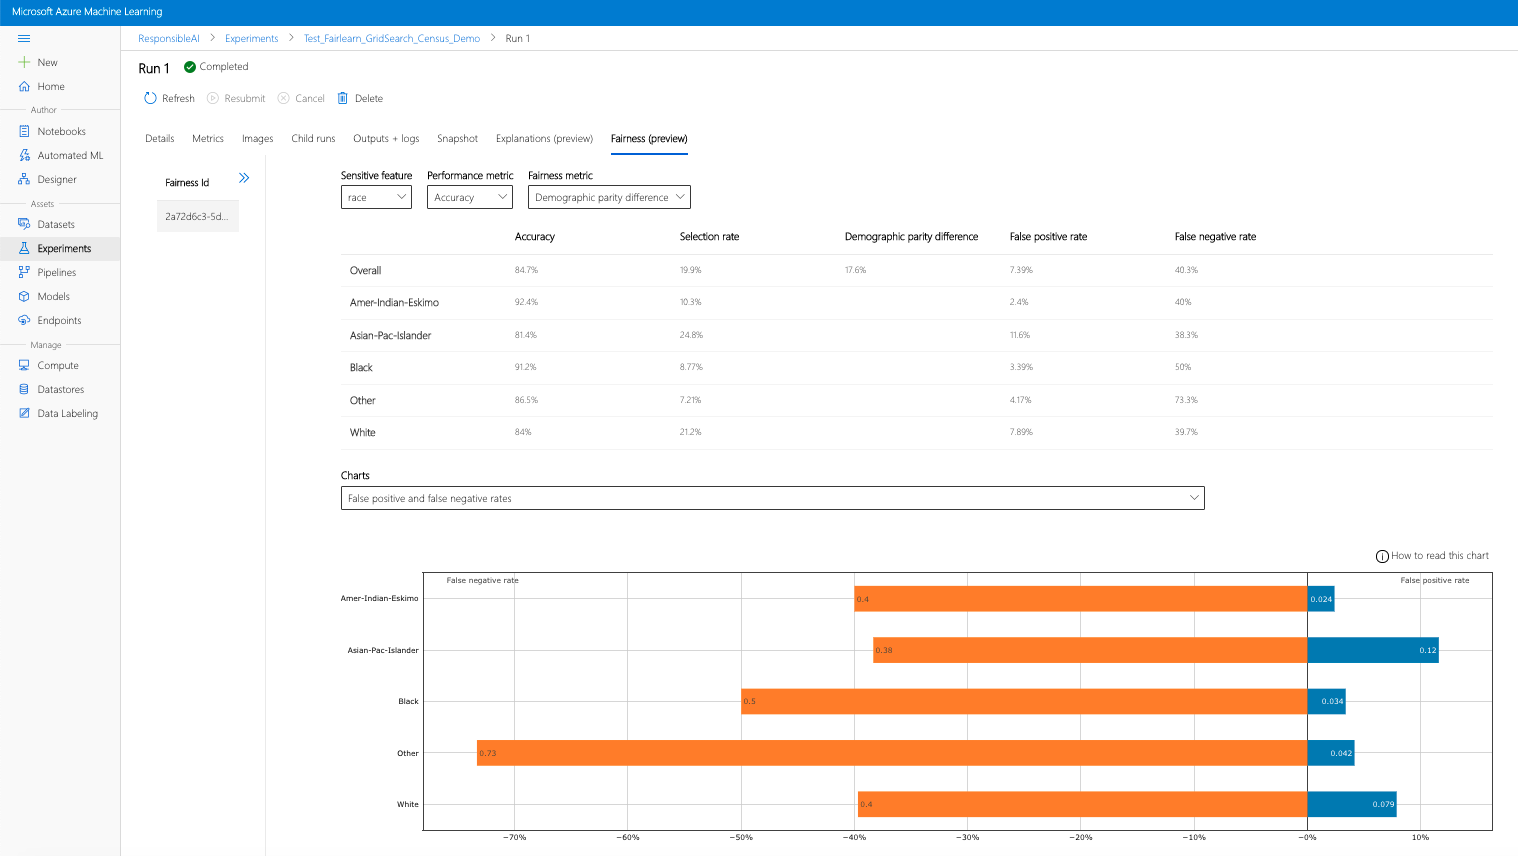 Microsoft Azure Machine Learning
ResponsibleAI > Experiments > Test_Fairlearn_GridSearch_Census_Demo > Run 1
New
Home
Author
Notebooks
Automated ML
Designer
Assets
Datasets
Experiments
Pipelines
Models
Endpoints
Manage
Compute
Datastores
Data Labeling
Run 1 Completed
Refresh Resubmit Cancel Delete
Details Metrics Images Child runs Outputs + logs Snapshot Explanations (preview) Fairness (preview)
Fairness Id
2a72d6c3-5d...
Sensitive feature Performance metric Fairness metric
race Accuracy Demographic parity difference
Accuracy Selection rate Demographic parity difference False positive rate False negative rate
Overall 84.7% 19.9% 17.6% 7.39% 40.3%
Amer-Indian-Eskimo 92.4% 10.3% 2.4% 40%
Asian-Pac-Islander 81.4% 24.8% 11.6% 38.3%
Black 91.2% 8.77% 3.39% 50%
Other 86.5% 7.21% 4.17% 73.3%
White 84% 21.2% 7.89% 39.7%
Charts
False positive and false negative rates
How to read this chart
False negative rate False positive rate
Amer-Indian-Eskimo 0.4 0.024
Asian-Pac-Islander 0.38 0.12
Black 0.5 0.034
Other 0.73 0.042
White 0.4 0.079
−70% −60% −50% −40% −30% −20% −10% −0% 10%